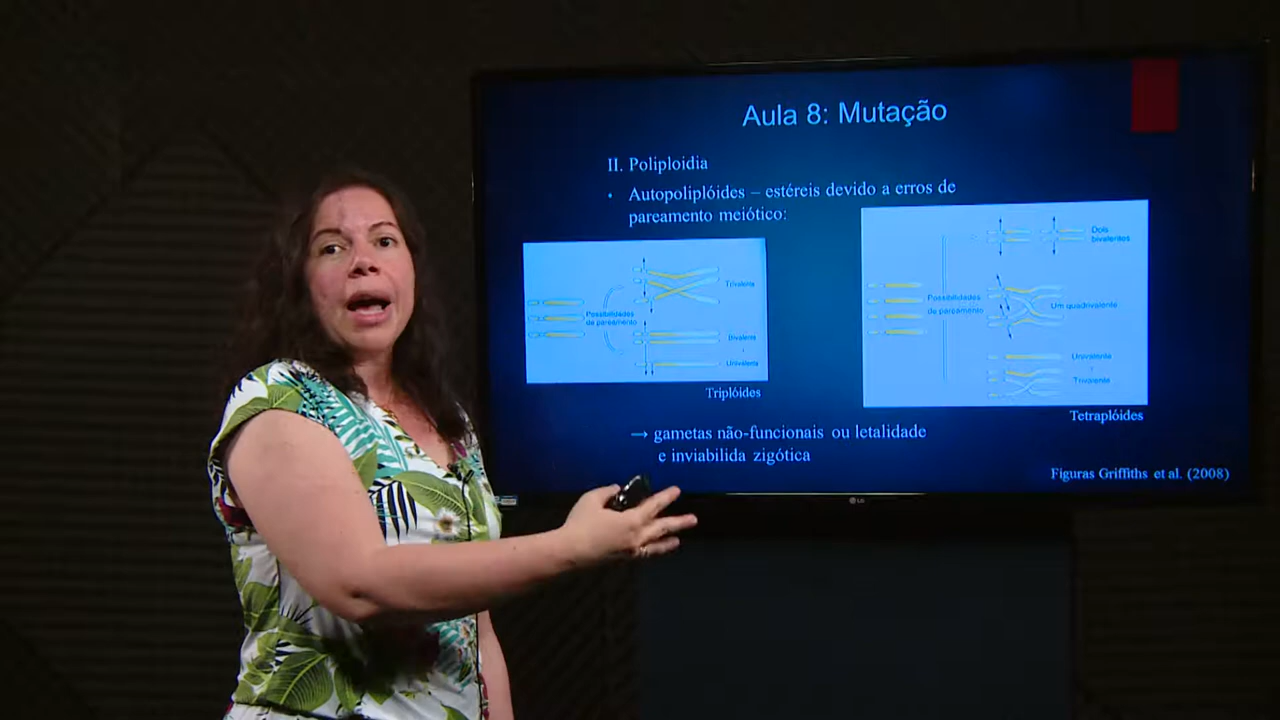 Aula 8: Mutação
II. Poliploidia
• Autopoliplóides – estéreis devido a erros de
pareamento meiótico:
Possibilidades
de pareamento
Trivalente
Bivalente
+
Univalente
Triplóides
Possibilidades
de pareamento
Dois
bivalentes
Um quadrivalente
Univalente
+
Trivalente
Tetraplóides
→ gametas não-funcionais ou letalidade
e inviabilida zigótica
Figuras Griffiths et al. (2008)
LG